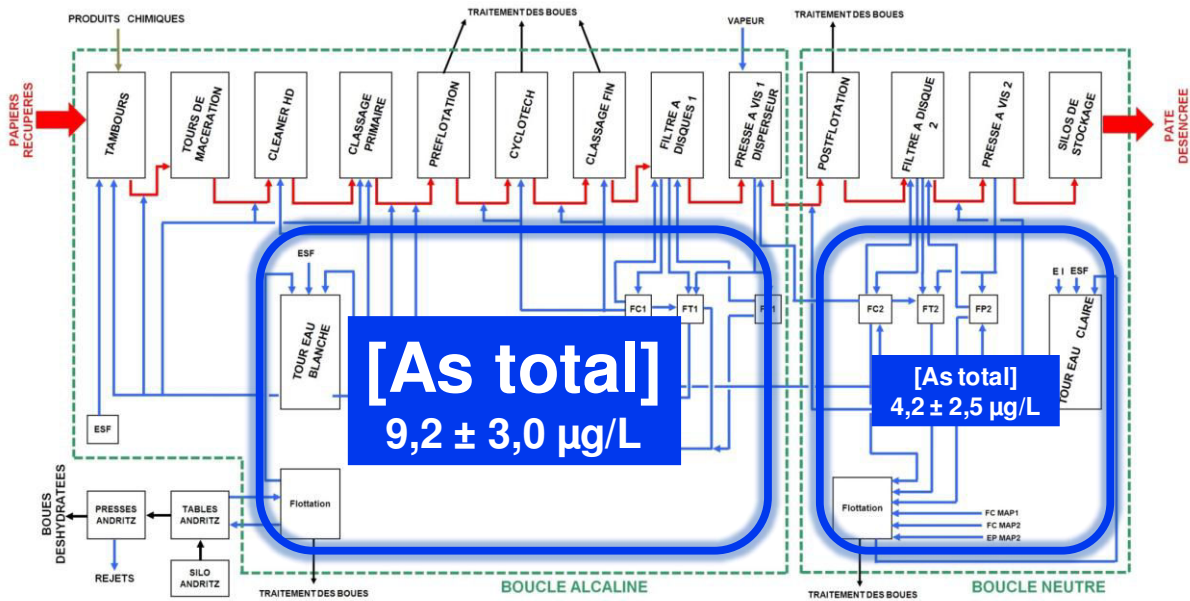 PRODUITS CHIMIQUES
TRAITEMENT DES BOUES
VAPEUR
TRAITEMENT DES BOUES
PAPIERS
RECUPERES
TAMBOURS
TOURS DE
MACERATION
CLEANER HD
CLASSAGE
PRIMAIRE
PREFLOTATION
CYCLOTECH
CLASSAGE FIN
FILTRE A
DISQUES 1
PRESSE A VIS 1
DISPERSEUR
POSTFLOTATION
FILTRE A DISQUE
2
PRESSE A VIS 2
SILOS DE
STOCKAGE
PATE
DESENCREE
ESF
EI ESF
TOUR EAU
BLANCHE
FC1
FT1
FC2
FT2
FP2
TOUR EAU CLAIRE
[As total]
9,2 ± 3,0 µg/L
[As total]
4,2 ± 2,5 µg/L
ESF
BOUES
DESHYDRATEES
PRESSES
ANDRITZ
TABLES
ANDRITZ
Flottation
Flottation
FC MAP1
FC MAP2
EP MAP2
REJETS
SILO
ANDRITZ
TRAITEMENT DES BOUES
BOUCLE ALCALINE
TRAITEMENT DES BOUES
BOUCLE NEUTRE